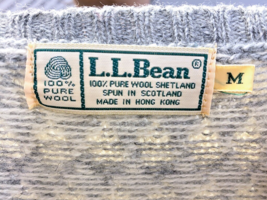 100%
PURE
WOOL
L.L.Bean®
100% PURE WOOL SHETLAND
SPUN IN SCOTLAND
MADE IN HONG KONG
M